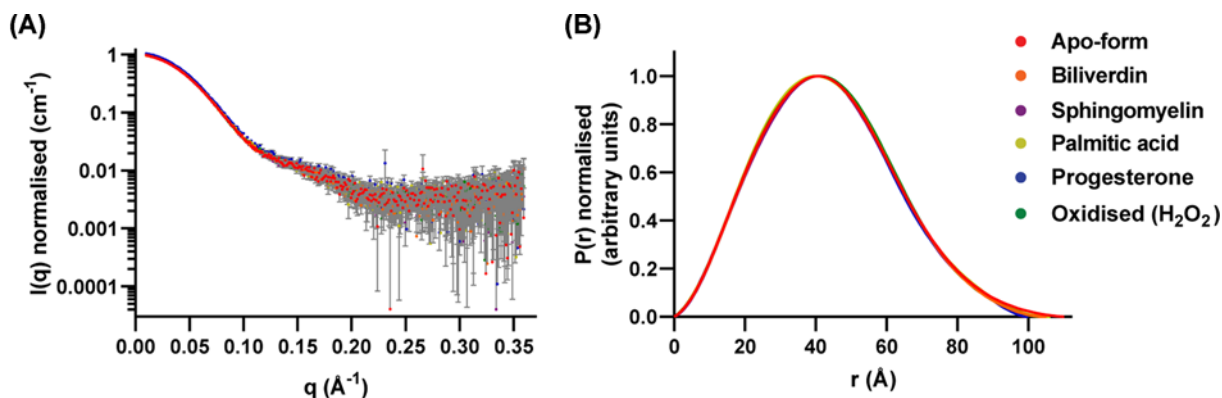 (A)
I(q) normalised (cm⁻¹)
1
0.1
0.01
0.001
0.0001
0.00 0.05 0.10 0.15 0.20 0.25 0.30 0.35
q (Å⁻¹)
(B)
P(r) normalised
(arbitrary units)
1.0
0.8
0.6
0.4
0.2
0.0
0 20 40 60 80 100
r (Å)
Apo-form
Biliverdin
Sphingomyelin
Palmitic acid
Progesterone
Oxidised (H₂O₂)